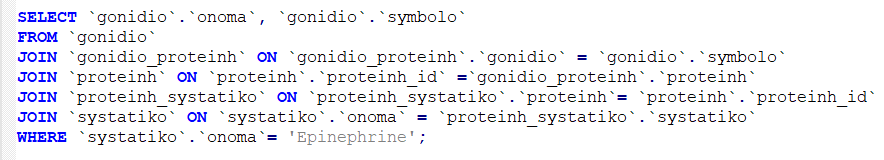 SELECT `gonidio`.`onoma`, `gonidio`.`symbolo`
FROM `gonidio`
JOIN `gonidio_proteinh` ON `gonidio_proteinh`.`gonidio` = `gonidio`.`symbolo`
JOIN `proteinh` ON `proteinh`.`proteinh_id` =`gonidio_proteinh`.`proteinh`
JOIN `proteinh_systatiko` ON `proteinh_systatiko`.`proteinh`= `proteinh`.`proteinh_id`
JOIN `systatiko` ON `systatiko`.`onoma` = `proteinh_systatiko`.`systatiko`
WHERE `systatiko`.`onoma`= 'Epinephrine';